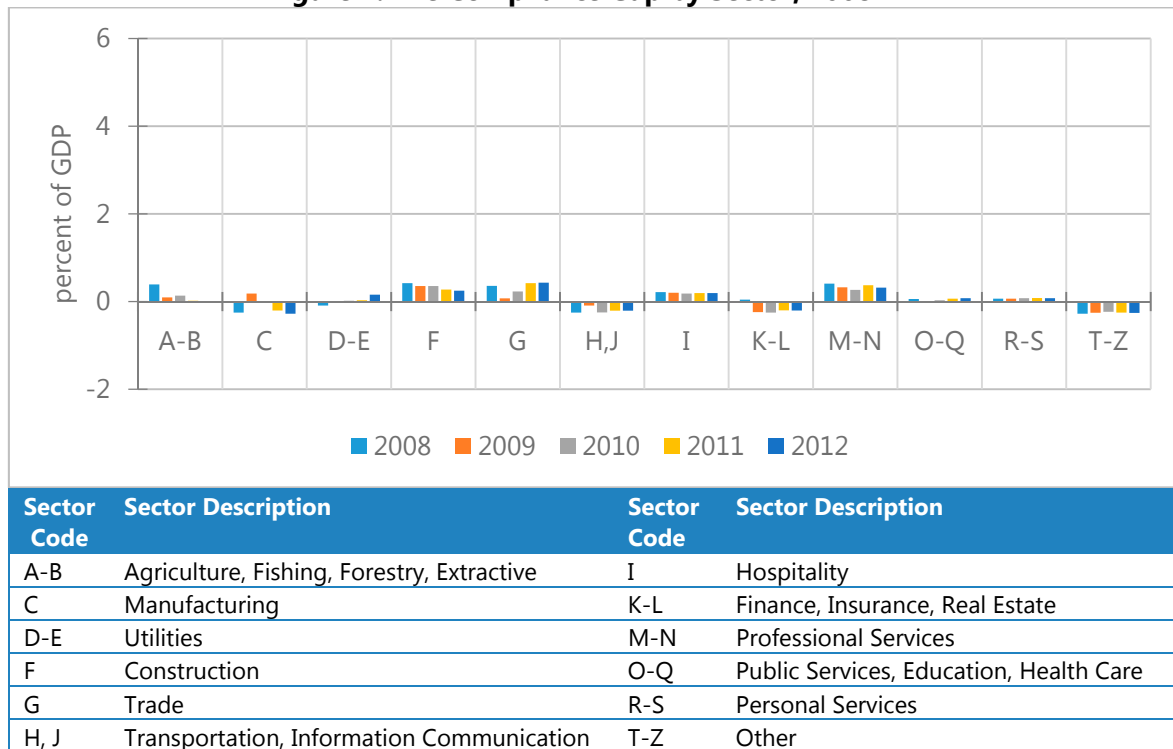 6
4
2
0
-2
percent of GDP
A-B C D-E F G H,J I K-L M-N O-Q R-S T-Z
2008 2009 2010 2011 2012
Sector Code Sector Description Sector Code Sector Description
A-B Agriculture, Fishing, Forestry, Extractive I Hospitality
C Manufacturing K-L Finance, Insurance, Real Estate
D-E Utilities M-N Professional Services
F Construction O-Q Public Services, Education, Health Care
G Trade R-S Personal Services
H, J Transportation, Information Communication T-Z Other